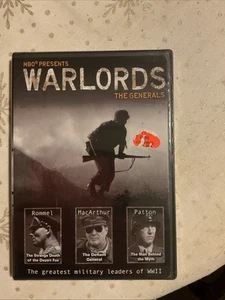 HBO® PRESENTS
WARLORDS
THE GENERALS
Rommel
The Strange Death
of the Desert Fox
MacArthur
The Defiant
General
Patton
The Man Behind
the Myth
The greatest military leaders of WWII